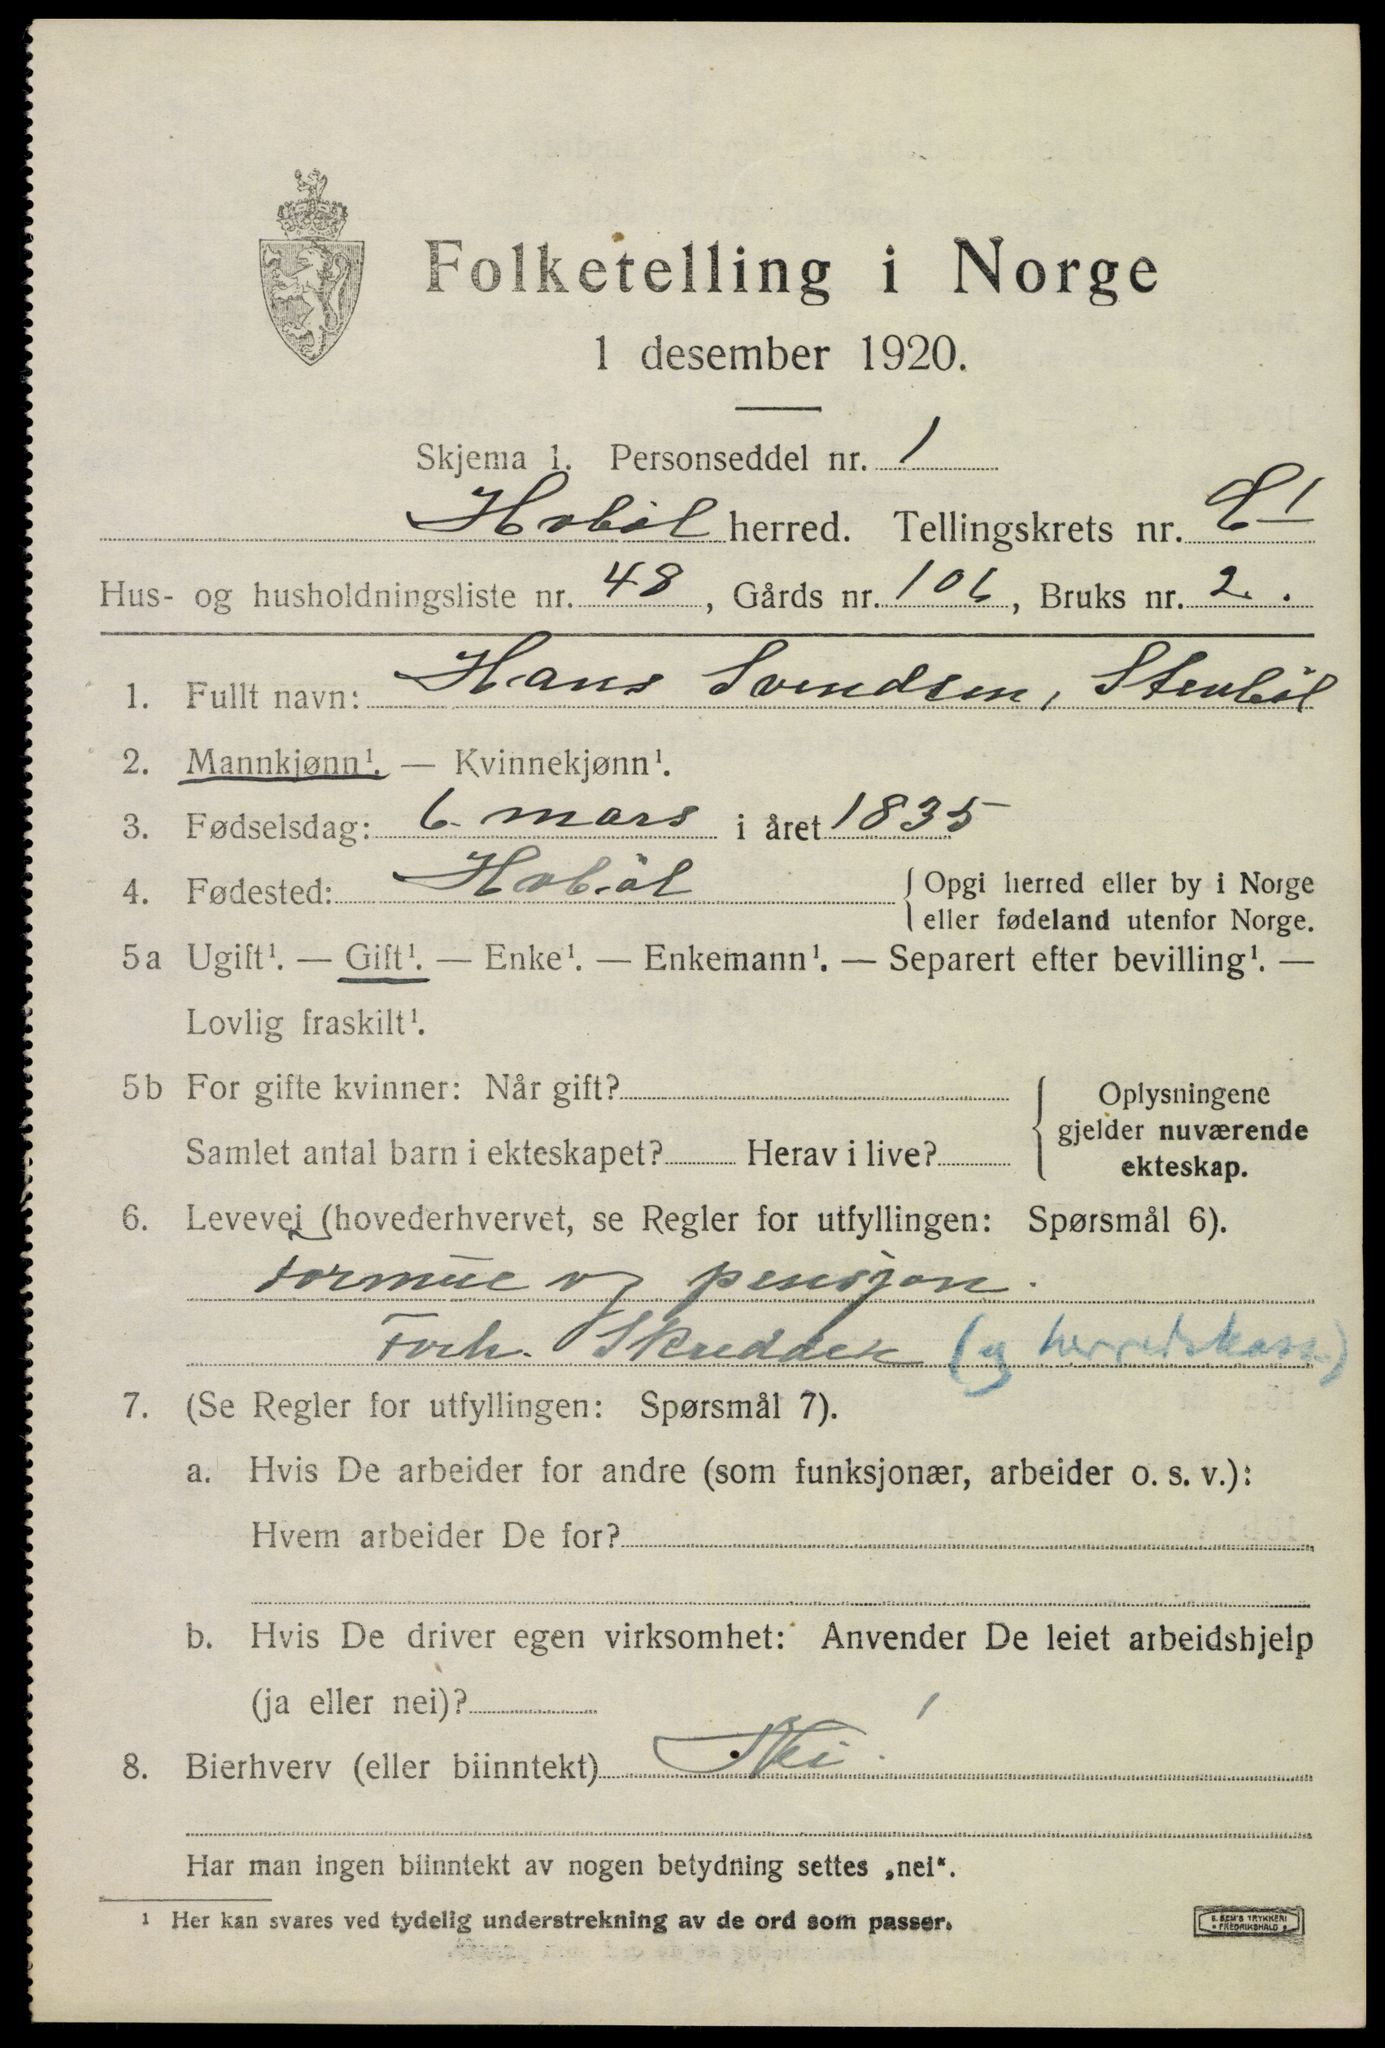 Folketelling i Norge
1 desember 1920.
Skjema 1. Personseddel nr. 1
Hobøl herred. Tellingskrets nr. 1
Hus- og husholdningsliste nr. 48, Gårds nr. 106, Bruks nr. 2.
1. Fullt navn: Hans Svendsen, Stenbøl
2. Mannkjønn¹. — Kvinnekjønn¹.
3. Fødselsdag: 6. mars i året 1835
4. Fødested: Hobøl {Opgi herred eller by i Norge
eller fødeland utenfor Norge.
5a Ugift¹. — Gift¹. — Enke¹. — Enkemann¹. — Separert efter bevilling¹. —
Lovlig fraskilt¹.
5b For gifte kvinner: Når gift?
Samlet antal barn i ekteskapet? Herav i live?
{Oplysningene
gjelder nuværende
ekteskap.
6. Levevei (hovederhvervet, se Regler for utfyllingen: Spørsmål 6).
Formue og pensjon.
Forh. (og herredskass.)
7. (Se Regler for utfyllingen: Spørsmål 7).
a. Hvis De arbeider for andre (som funksjonær, arbeider o. s. v.):
Hvem arbeider De for?
b. Hvis De driver egen virksomhet: Anvender De leiet arbeidshjelp
(ja eller nei)?
8. Bierhverv (eller biinntekt)
Har man ingen biinntekt av nogen betydning settes „nei“.
¹ Her kan svares ved tydelig understrekning av de ord som passer.
E. SEM'S TRYKKERI
FREDRIKSHALD